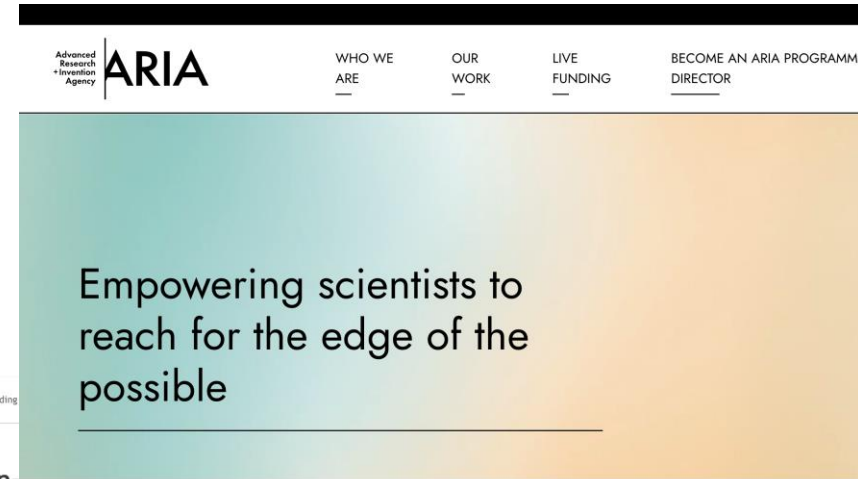 Advanced
Research
+Invention
Agency
ARIA
WHO WE
ARE
OUR
WORK
LIVE
FUNDING
BECOME AN ARIA PROGRAMM
DIRECTOR
Empowering scientists to
reach for the edge of the
possible
ding